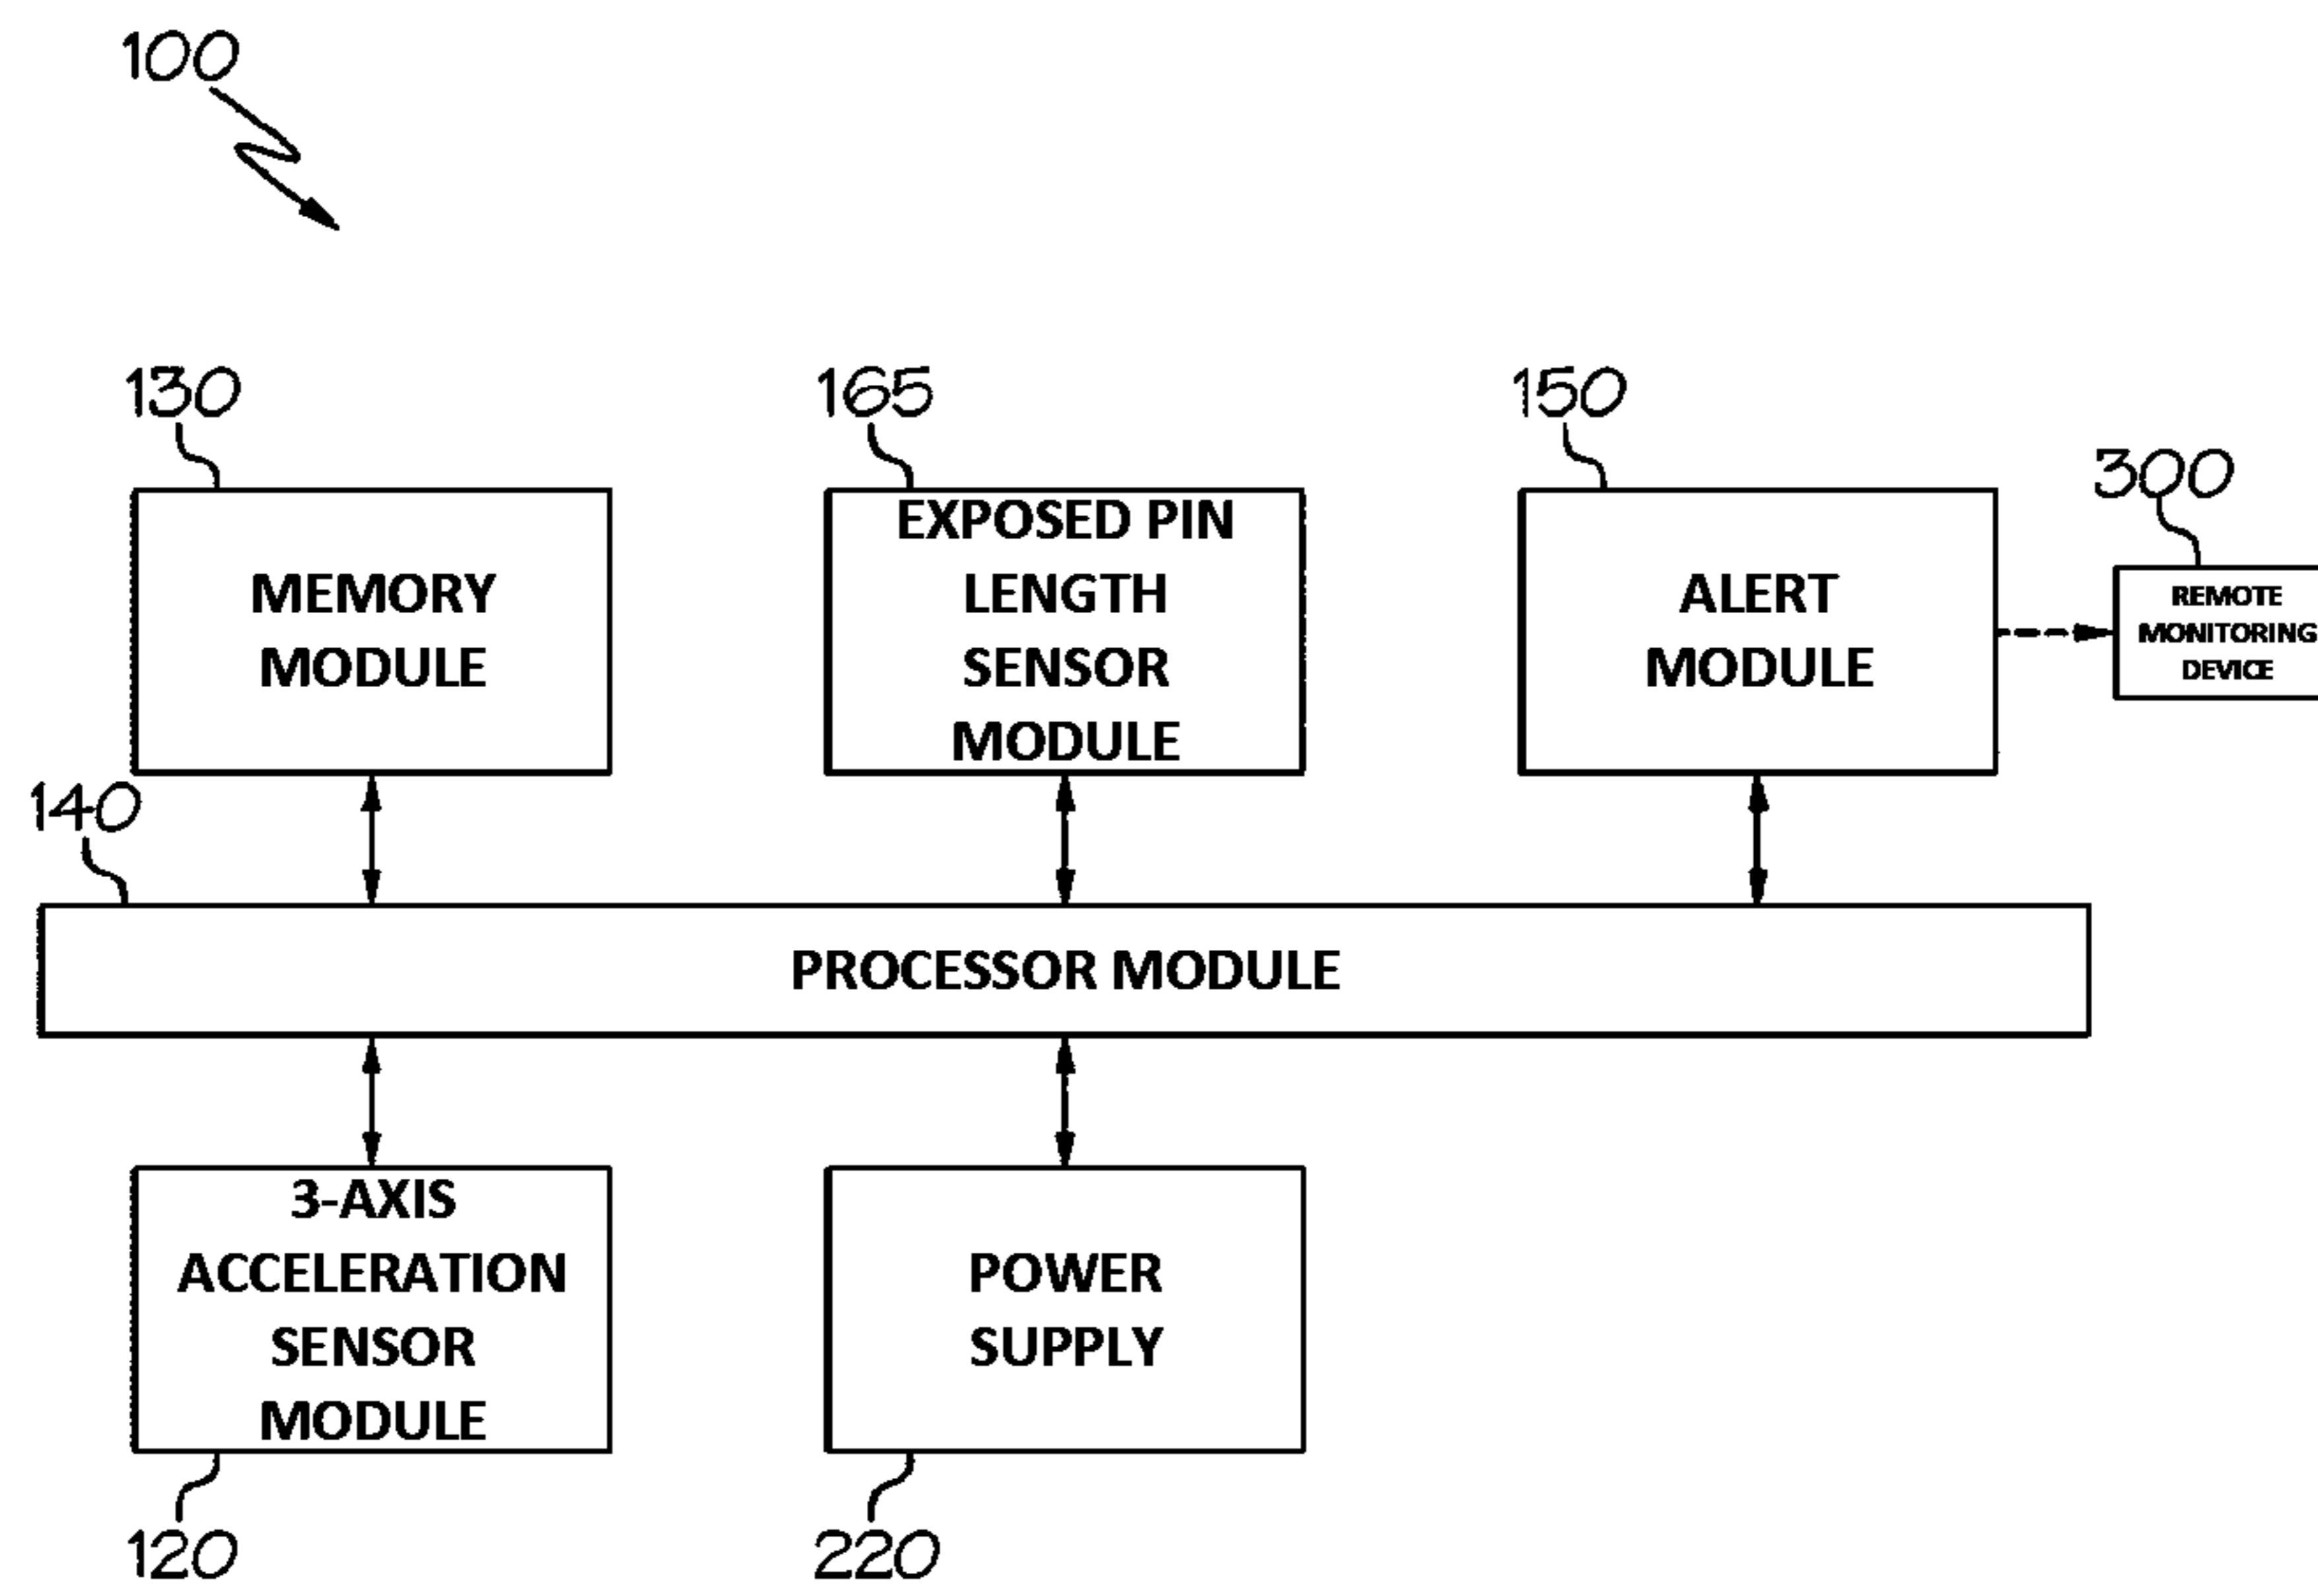 100
130
165
150
300
MEMORY
MODULE
EXPOSED PIN
LENGTH
SENSOR
MODULE
ALERT
MODULE
REMOTE
MONITORING
DEVICE
140
PROCESSOR MODULE
3-AXIS
ACCELERATION
SENSOR
MODULE
POWER
SUPPLY
120
220